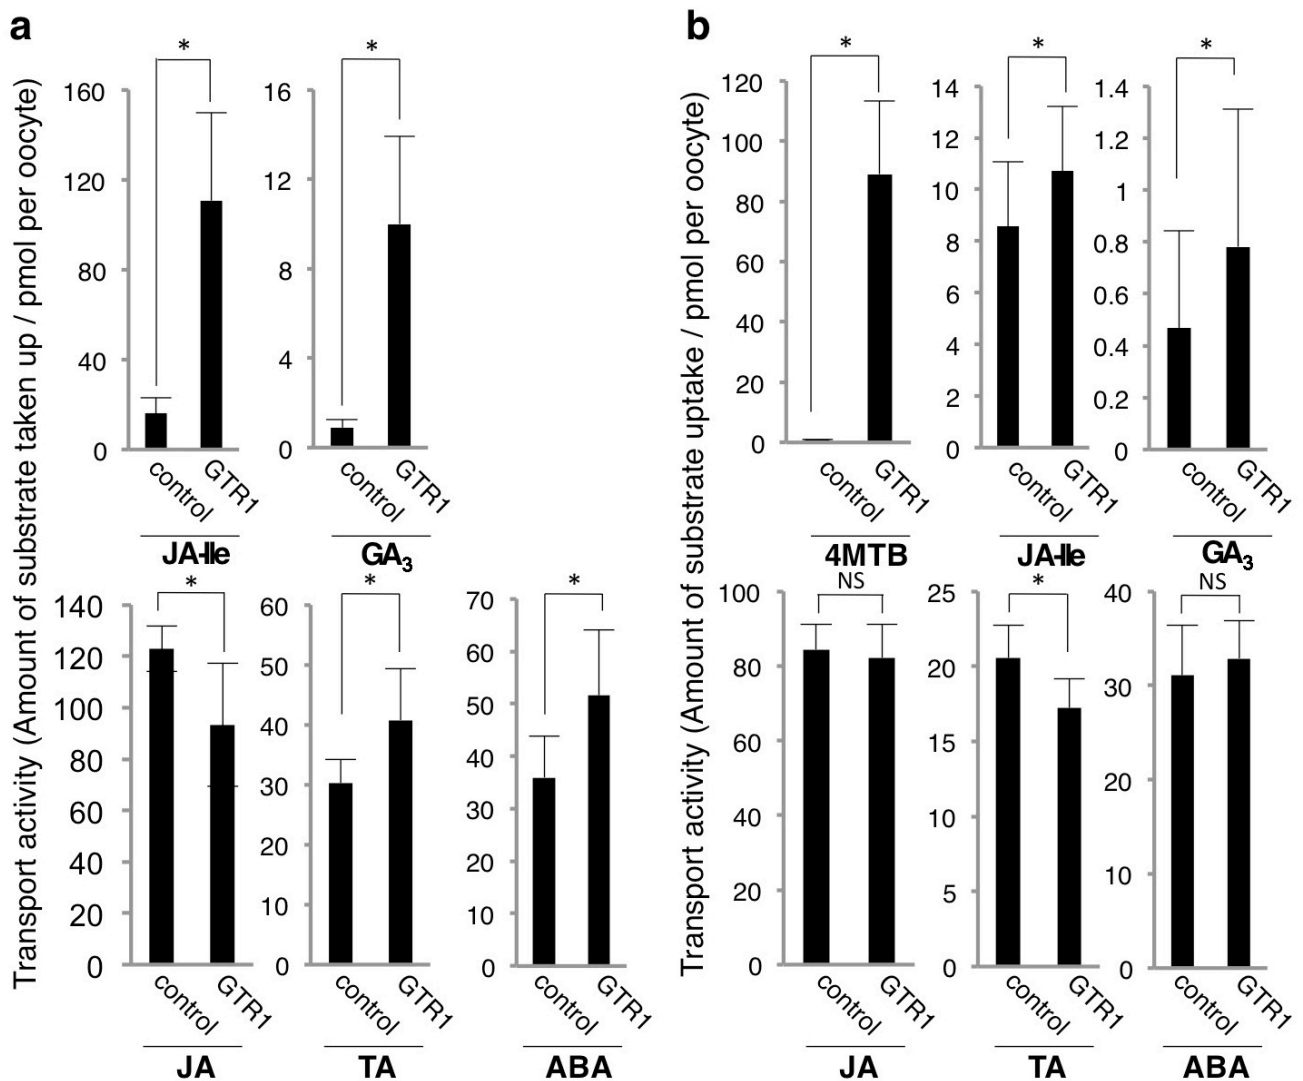 a
Transport activity (Amount of substrate taken up / pmol per oocyte)
*
160
120
80
40
0
control
GTR1
JA-Ile
*
16
12
8
4
0
control
GTR1
GA3
*
140
120
100
80
60
40
20
0
control
GTR1
JA
*
60
50
40
30
20
10
0
control
GTR1
TA
*
70
60
50
40
30
20
10
0
control
GTR1
ABA
b
Transport activity (Amount of substrate uptake / pmol per oocyte)
*
120
100
80
60
40
20
0
control
GTR1
4MTB
*
14
12
10
8
6
4
2
0
control
GTR1
JA-Ile
*
1.4
1.2
1
0.8
0.6
0.4
0.2
0
control
GTR1
GA3
NS
100
80
60
40
20
0
control
GTR1
JA
*
25
20
15
10
5
0
control
GTR1
TA
NS
40
30
20
10
0
control
GTR1
ABA